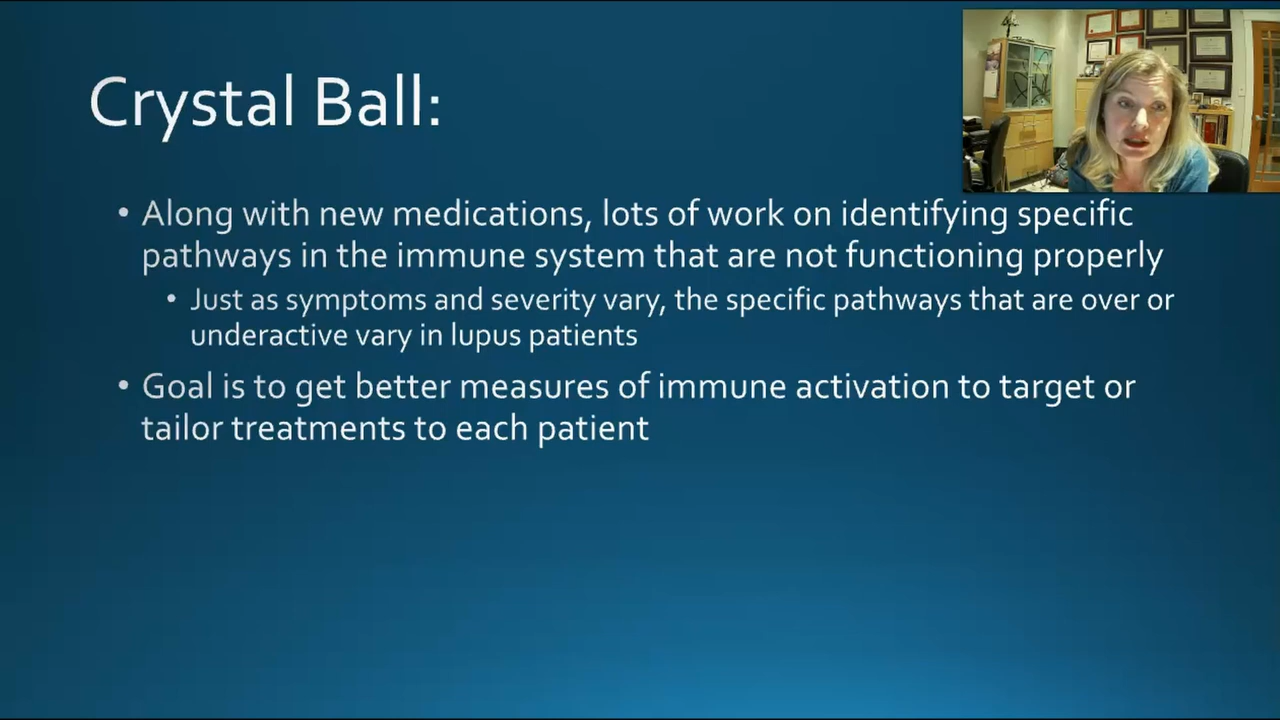 Crystal Ball:
• Along with new medications, lots of work on identifying specific
pathways in the immune system that are not functioning properly
• Just as symptoms and severity vary, the specific pathways that are over or
underactive vary in lupus patients
• Goal is to get better measures of immune activation to target or
tailor treatments to each patient